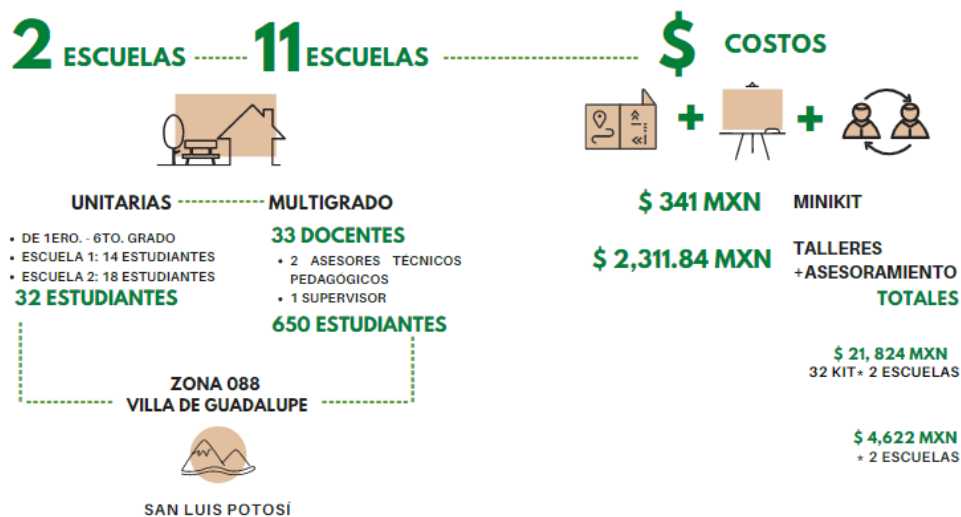 2 ESCUELAS
11 ESCUELAS
$ COSTOS
UNITARIAS
MULTIGRADO
• DE 1ERO. - 6TO. GRADO
• ESCUELA 1: 14 ESTUDIANTES
• ESCUELA 2: 18 ESTUDIANTES
32 ESTUDIANTES
33 DOCENTES
• 2 ASESORES TÉCNICOS
PEDAGÓGICOS
• 1 SUPERVISOR
650 ESTUDIANTES
ZONA 088
VILLA DE GUADALUPE
SAN LUIS POTOSÍ
$ 341 MXN MINIKIT
$ 2,311.84 MXN TALLERES
+ASESORAMIENTO
TOTALES
$ 21, 824 MXN
32 KIT* 2 ESCUELAS
$ 4,622 MXN
* 2 ESCUELAS